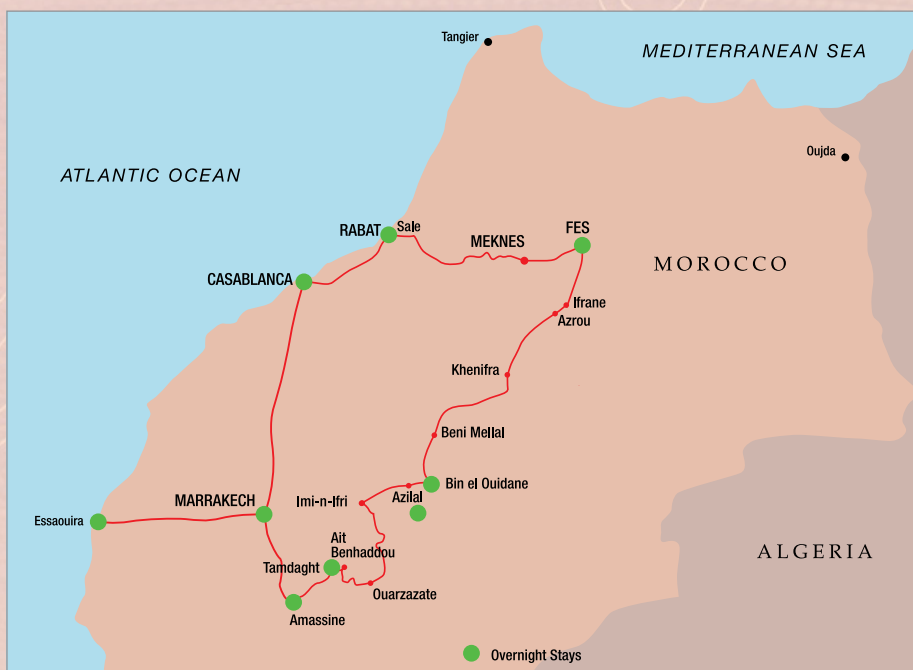 Tangier
MEDITERRANEAN SEA
Oujda
ATLANTIC OCEAN
RABAT
Sale
MEKNES
FES
MOROCCO
CASABLANCA
Ifrane
Azrou
Khenifra
Beni Mellal
Bin el Ouidane
Azilal
Imi-n-Ifri
MARRAKECH
Essaouira
Ait
Benhaddou
Tamdaght
Ouarzazate
Amassine
ALGERIA
Overnight Stays